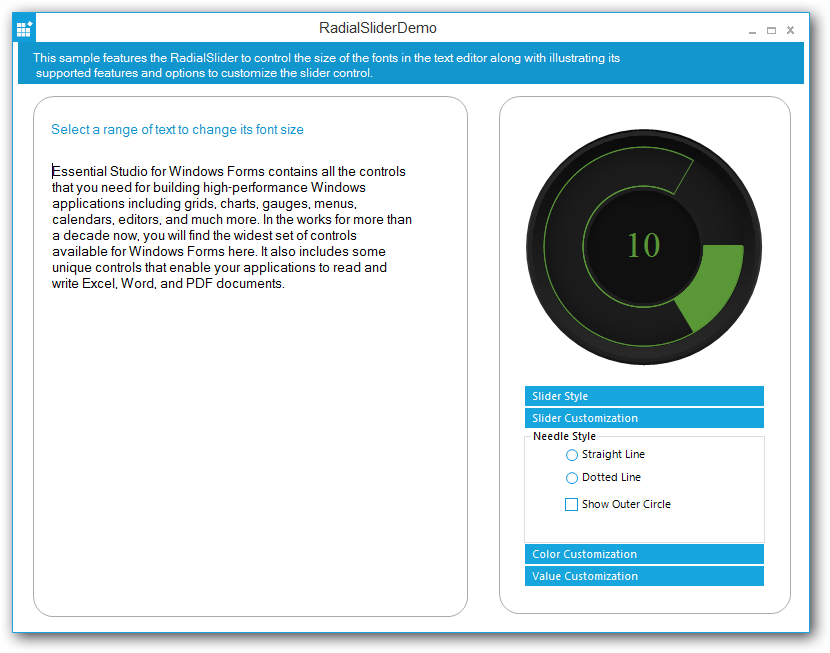 RadialSliderDemo
This sample features the RadialSlider to control the size of the fonts in the text editor along with illustrating its
supported features and options to customize the slider control.
Select a range of text to change its font size
Essential Studio for Windows Forms contains all the controls
that you need for building high-performance Windows
applications including grids, charts, gauges, menus,
calendars, editors, and much more. In the works for more than
a decade now, you will find the widest set of controls
available for Windows Forms here. It also includes some
unique controls that enable your applications to read and
write Excel, Word, and PDF documents.
10
Slider Style
Slider Customization
Needle Style
Straight Line
Dotted Line
Show Outer Circle
Color Customization
Value Customization